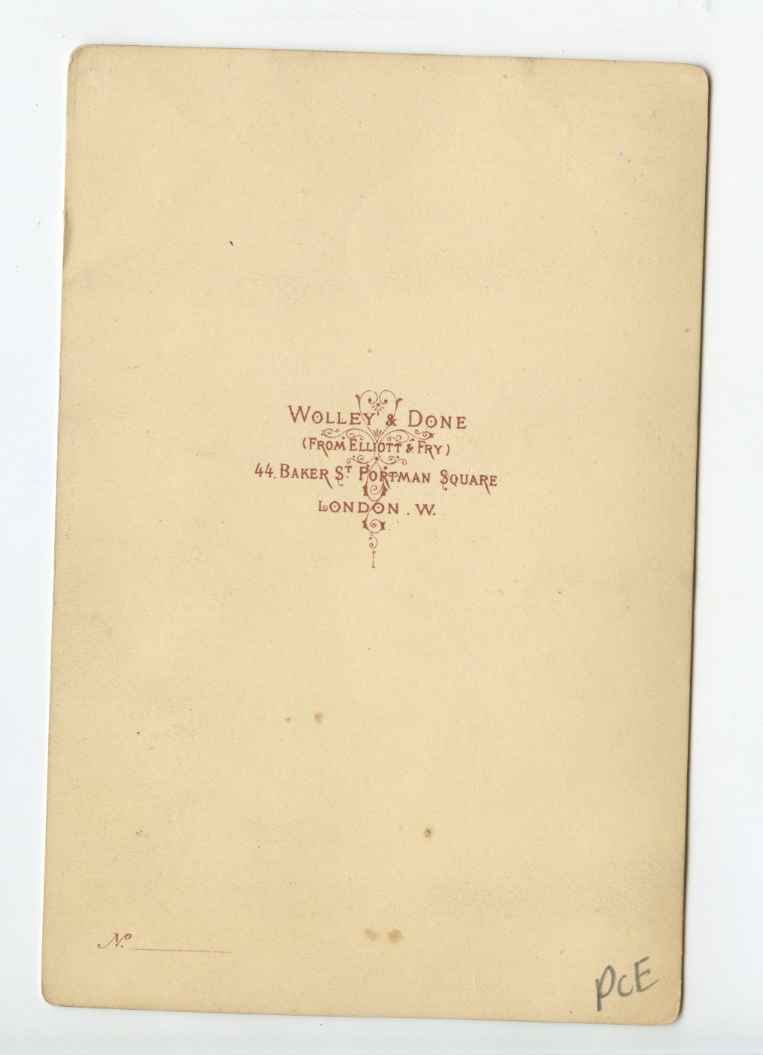 WOLLEY & DONE
(FROM ELLIOTT & FRY)
44, BAKER ST PORTMAN SQUARE
LONDON. W.
No
PCE